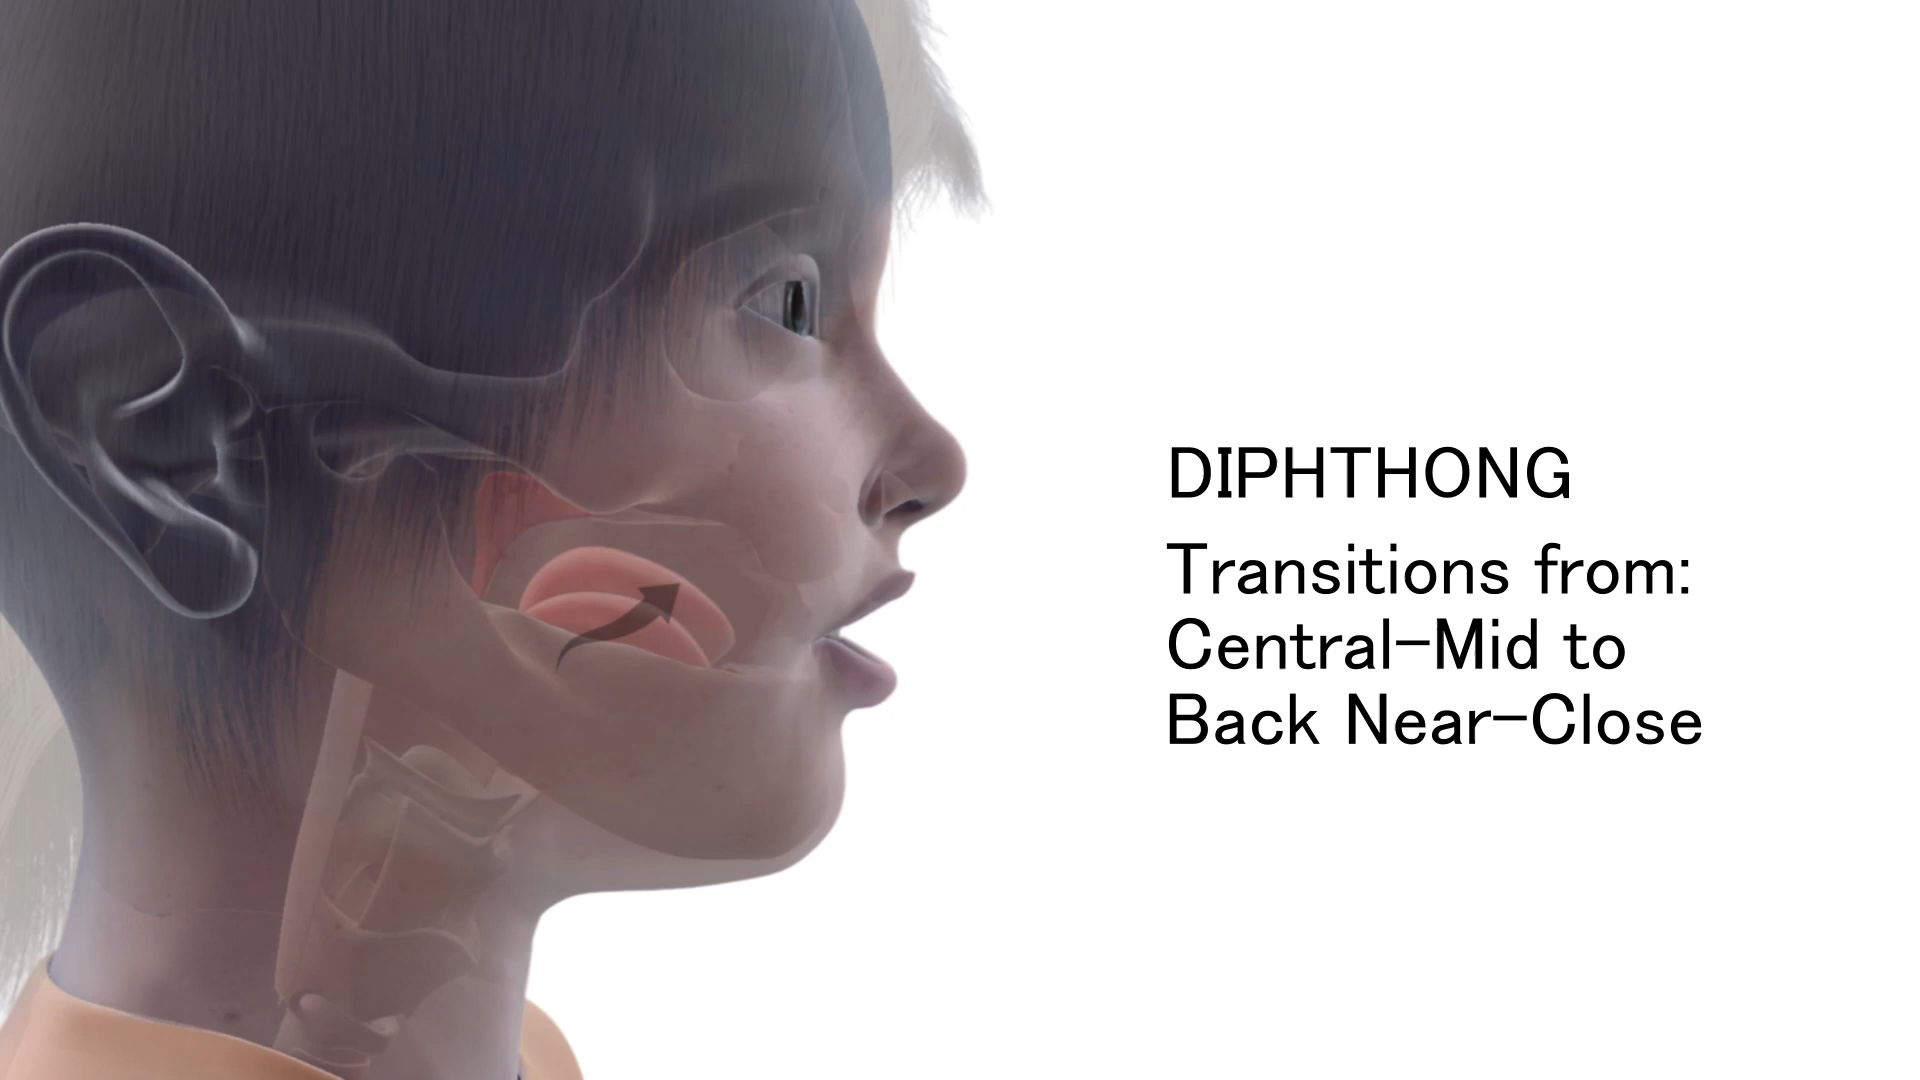 DIPHTHONG
Transitions from:
Central-Mid to
Back Near-Close